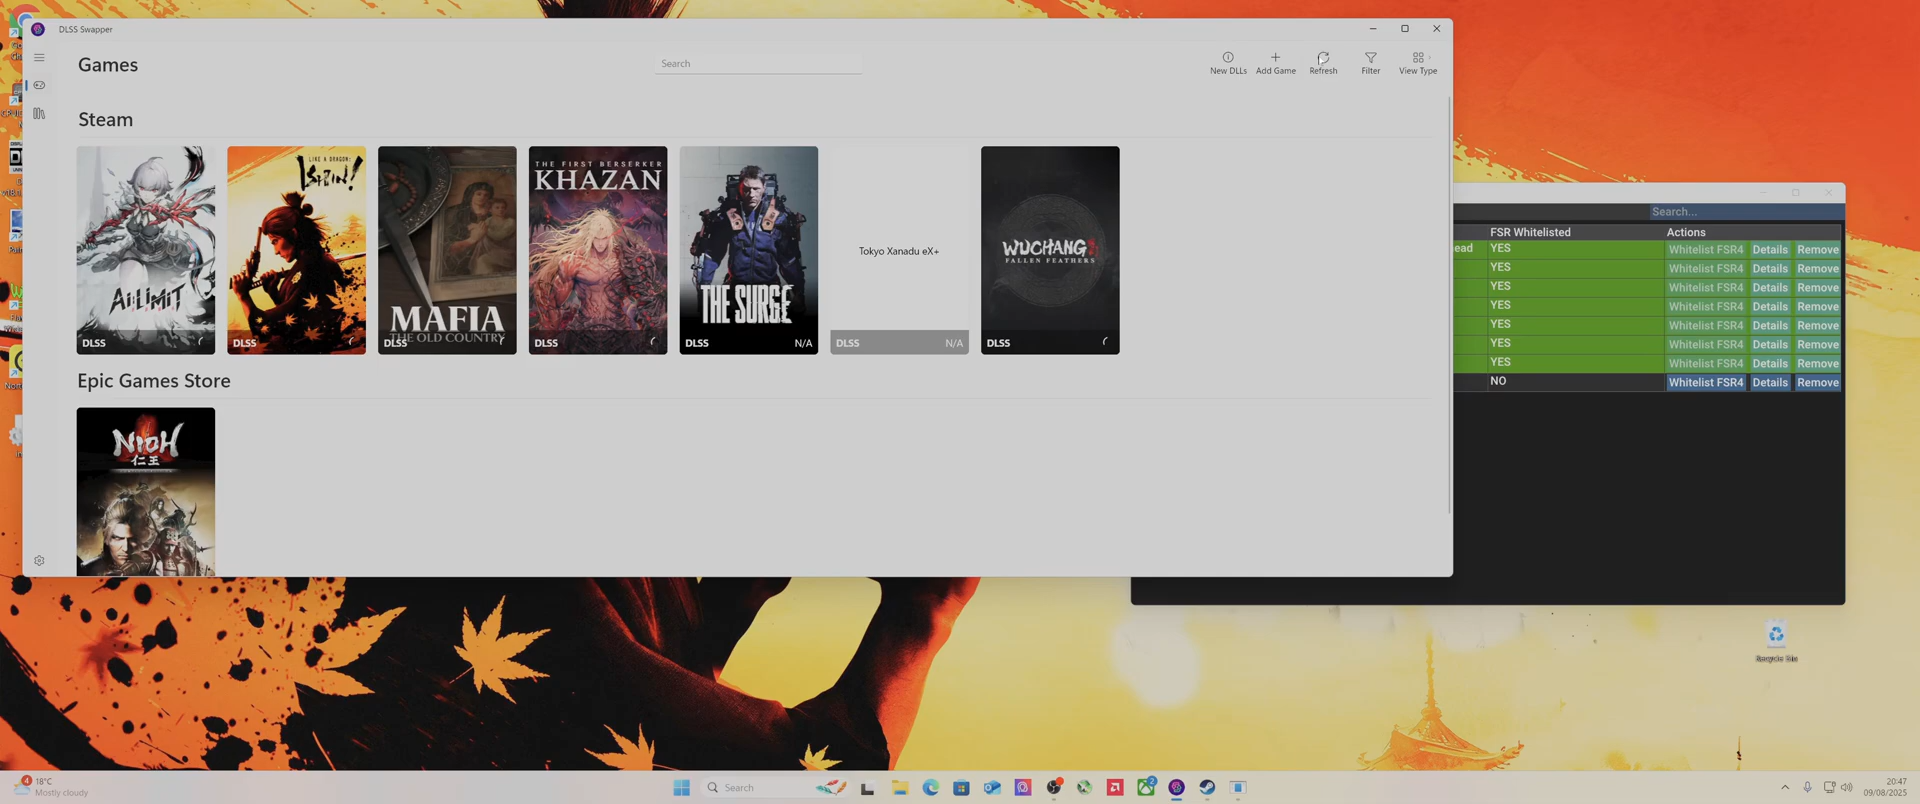 DLSS Swapper
Games
Search
New DLLs
Add Game
Refresh
Filter
View Type
Steam
AI LIMIT
DLSS
LIKE A DRAGON:
ISHIN!
DLSS
MAFIA
THE OLD COUNTRY
DLSS
THE FIRST BERSERKER
KHAZAN
DLSS
THE SURGE
DLSS N/A
Tokyo Xanadu eX+
DLSS N/A
WUCHANG
FALLEN FEATHERS
DLSS
Epic Games Store
NIOH
仁王
Search...
FSR Whitelisted Actions
ead YES Whitelist FSR4 Details Remove
YES Whitelist FSR4 Details Remove
YES Whitelist FSR4 Details Remove
YES Whitelist FSR4 Details Remove
YES Whitelist FSR4 Details Remove
YES Whitelist FSR4 Details Remove
YES Whitelist FSR4 Details Remove
NO Whitelist FSR4 Details Remove
Recycle Bin
4
18°C
Mostly cloudy
Search
2
20:47
09/08/2025